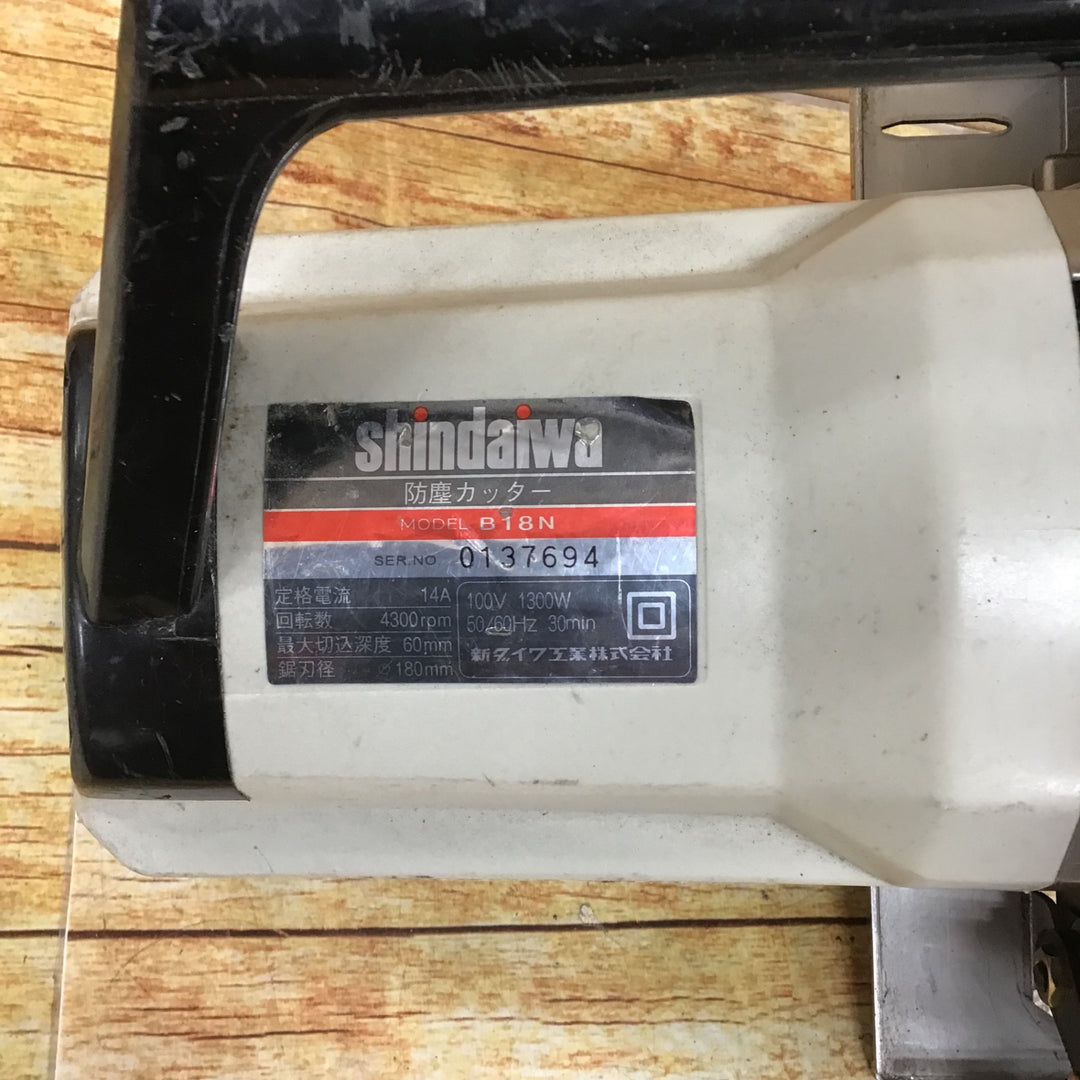 shindaiwa
防塵カッター
MODEL B18N
SER.NO 0137694
定格電流 14A
回転数 4300rpm
最大切込深度 60mm
鋸刃径 ⌀180mm
100V 1300W
50/60Hz 30min
新ダイワ工業株式会社